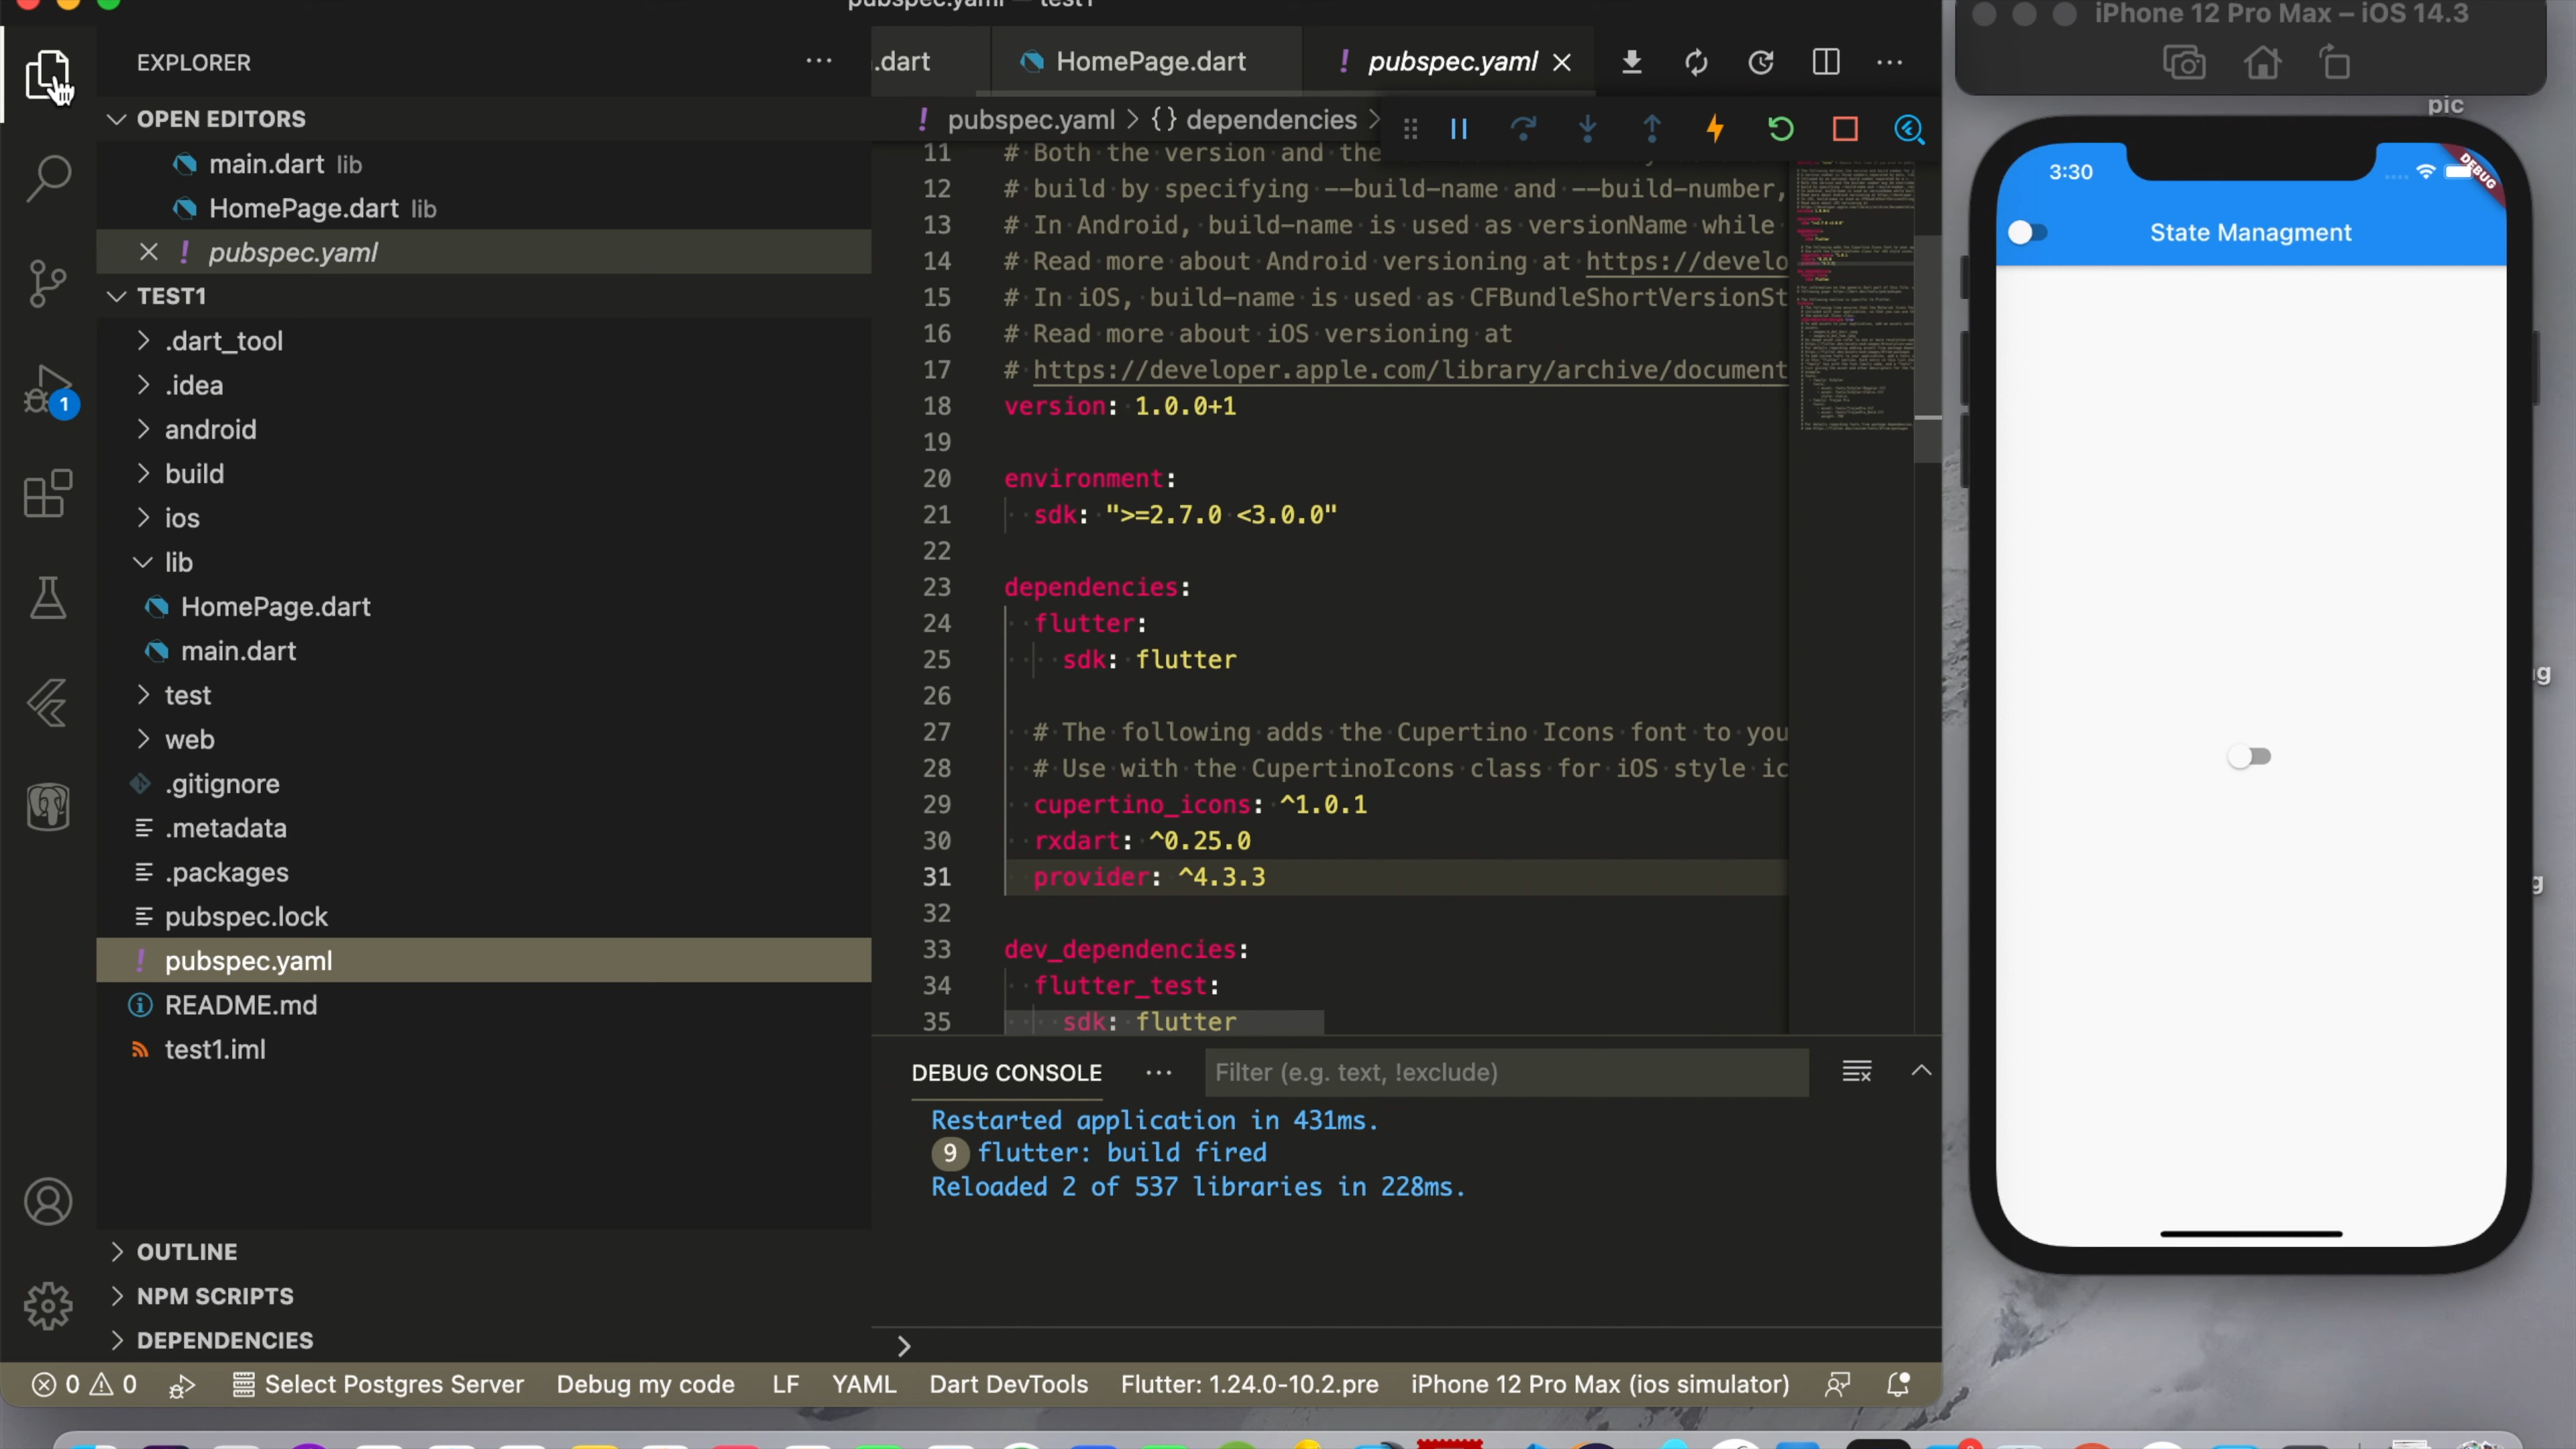 pubspec.yaml — test1
EXPLORER
OPEN EDITORS
main.dart lib
HomePage.dart lib
pubspec.yaml
TEST1
.dart_tool
.idea
android
build
ios
lib
HomePage.dart
main.dart
test
web
.gitignore
.metadata
.packages
pubspec.lock
pubspec.yaml
README.md
test1.iml
OUTLINE
NPM SCRIPTS
DEPENDENCIES
1
.dart
HomePage.dart
pubspec.yaml
pubspec.yaml > {} dependencies >
11 # Both the version and the
12 # build by specifying --build-name and --build-number,
13 # In Android, build-name is used as versionName while
14 # Read more about Android versioning at https://develo
15 # In iOS, build-name is used as CFBundleShortVersionSt
16 # Read more about iOS versioning at
17 # https://developer.apple.com/library/archive/document
18 version: 1.0.0+1
19
20 environment:
21 sdk: ">=2.7.0 <3.0.0"
22
23 dependencies:
24 flutter:
25 sdk: flutter
26
27 # The following adds the Cupertino Icons font to you
28 # Use with the CupertinoIcons class for iOS style ic
29 cupertino_icons: ^1.0.1
30 rxdart: ^0.25.0
31 provider: ^4.3.3
32
33 dev_dependencies:
34 flutter_test:
35 sdk: flutter
DEBUG CONSOLE
Filter (e.g. text, !exclude)
Restarted application in 431ms.
9 flutter: build fired
Reloaded 2 of 537 libraries in 228ms.
0 0 Select Postgres Server Debug my code LF YAML Dart DevTools Flutter: 1.24.0-10.2.pre iPhone 12 Pro Max (ios simulator)
iPhone 12 Pro Max – iOS 14.3
pic
3:30
DEBUG
State Managment
g
g